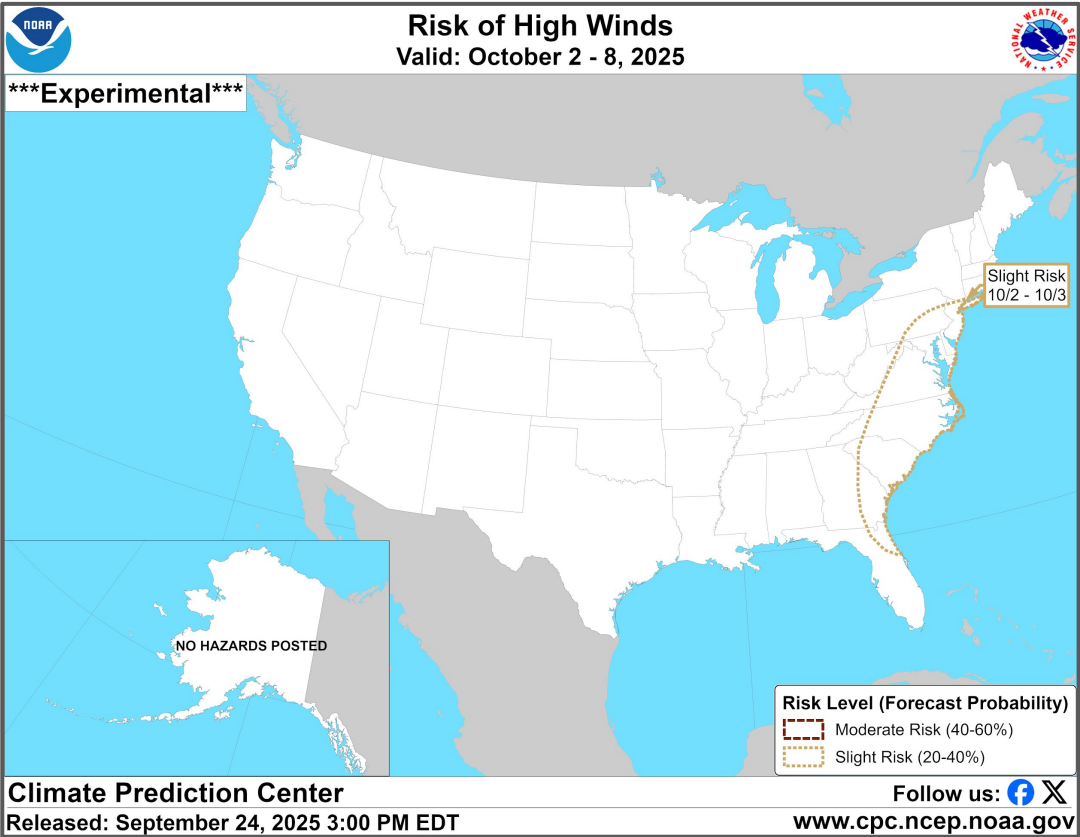 NOAA
Risk of High Winds
Valid: October 2 - 8, 2025
NATIONAL WEATHER SERVICE
***Experimental***
Slight Risk
10/2 - 10/3
NO HAZARDS POSTED
Risk Level (Forecast Probability)
Moderate Risk (40-60%)
Slight Risk (20-40%)
Climate Prediction Center
Follow us:
Released: September 24, 2025 3:00 PM EDT
www.cpc.ncep.noaa.gov